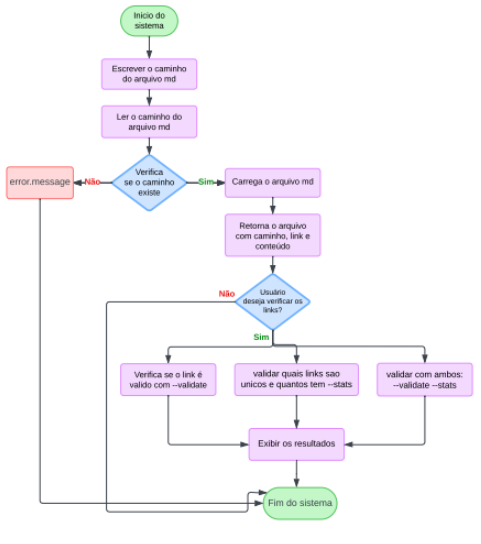 Inicio do
sistema
Escrever o caminho
do arquivo md
Ler o caminho do
arquivo md
Verifica
se o caminho
existe
Não
error.message
Sim
Carrega o arquivo md
Retorna o arquivo
com caminho, link e
conteúdo
Usuário
deseja verificar os
links?
Não
Sim
Verifica se o link é
valido com --validate
validar quais links sao
unicos e quantos tem --stats
validar com ambos:
--validate --stats
Exibir os resultados
Fim do sistema